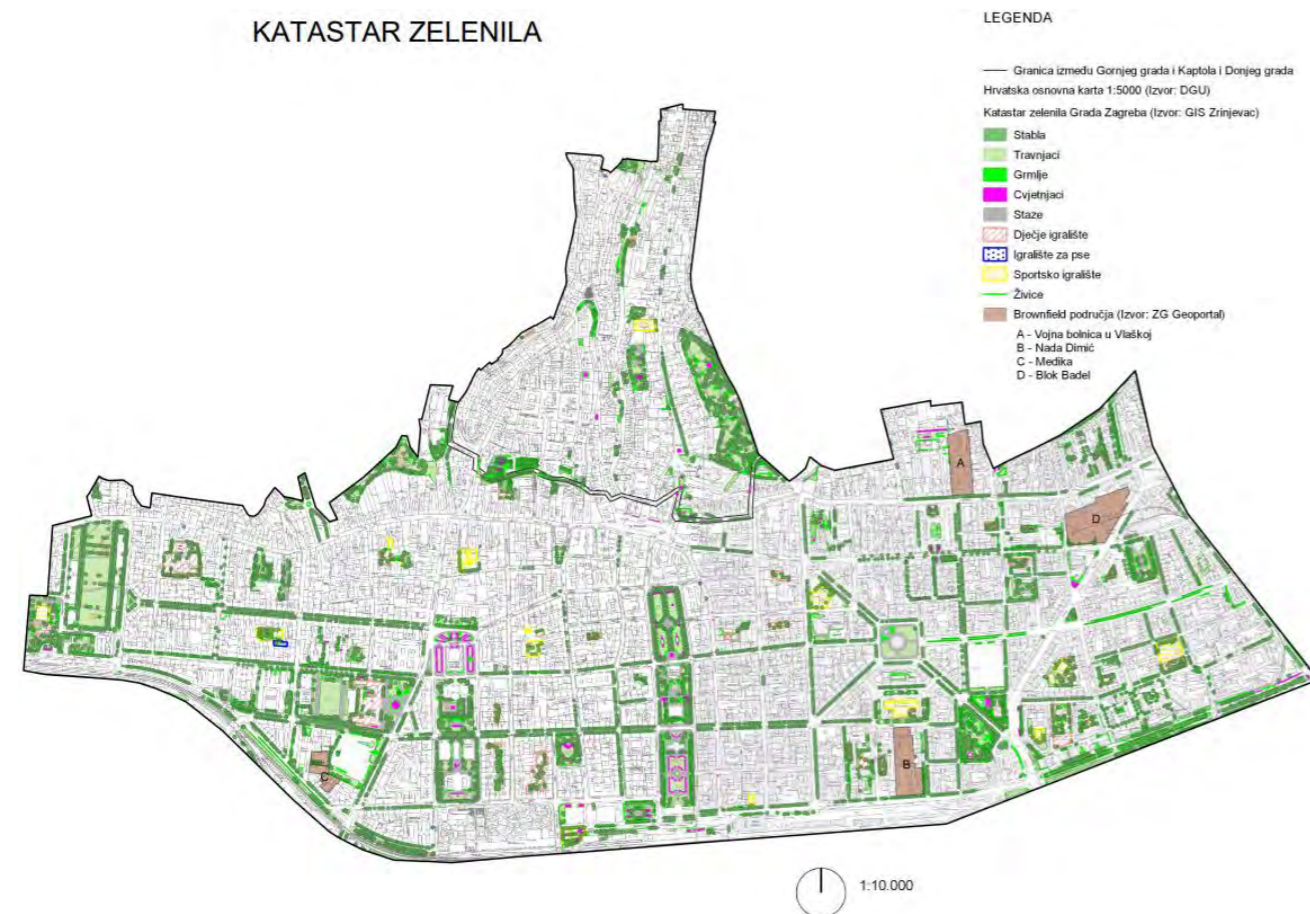 KATASTAR ZELENILA
LEGENDA
Granica između Gornjeg grada i Kaptola i Donjeg grada
Hrvatska osnovna karta 1:5000 (Izvor: DGU)
Katastar zelenila Grada Zagreba (Izvor: GIS Zrinjevac)
Stabla
Travnjaci
Grmlje
Cvjetnjaci
Staze
Dječje igralište
Igralište za pse
Sportsko igralište
Živice
Brownfield područja (Izvor: ZG Geoportal)
A - Vojna bolnica u Vlaškoj
B - Nada Dimić
C - Medika
D - Blok Badel
A
D
B
C
1:10.000